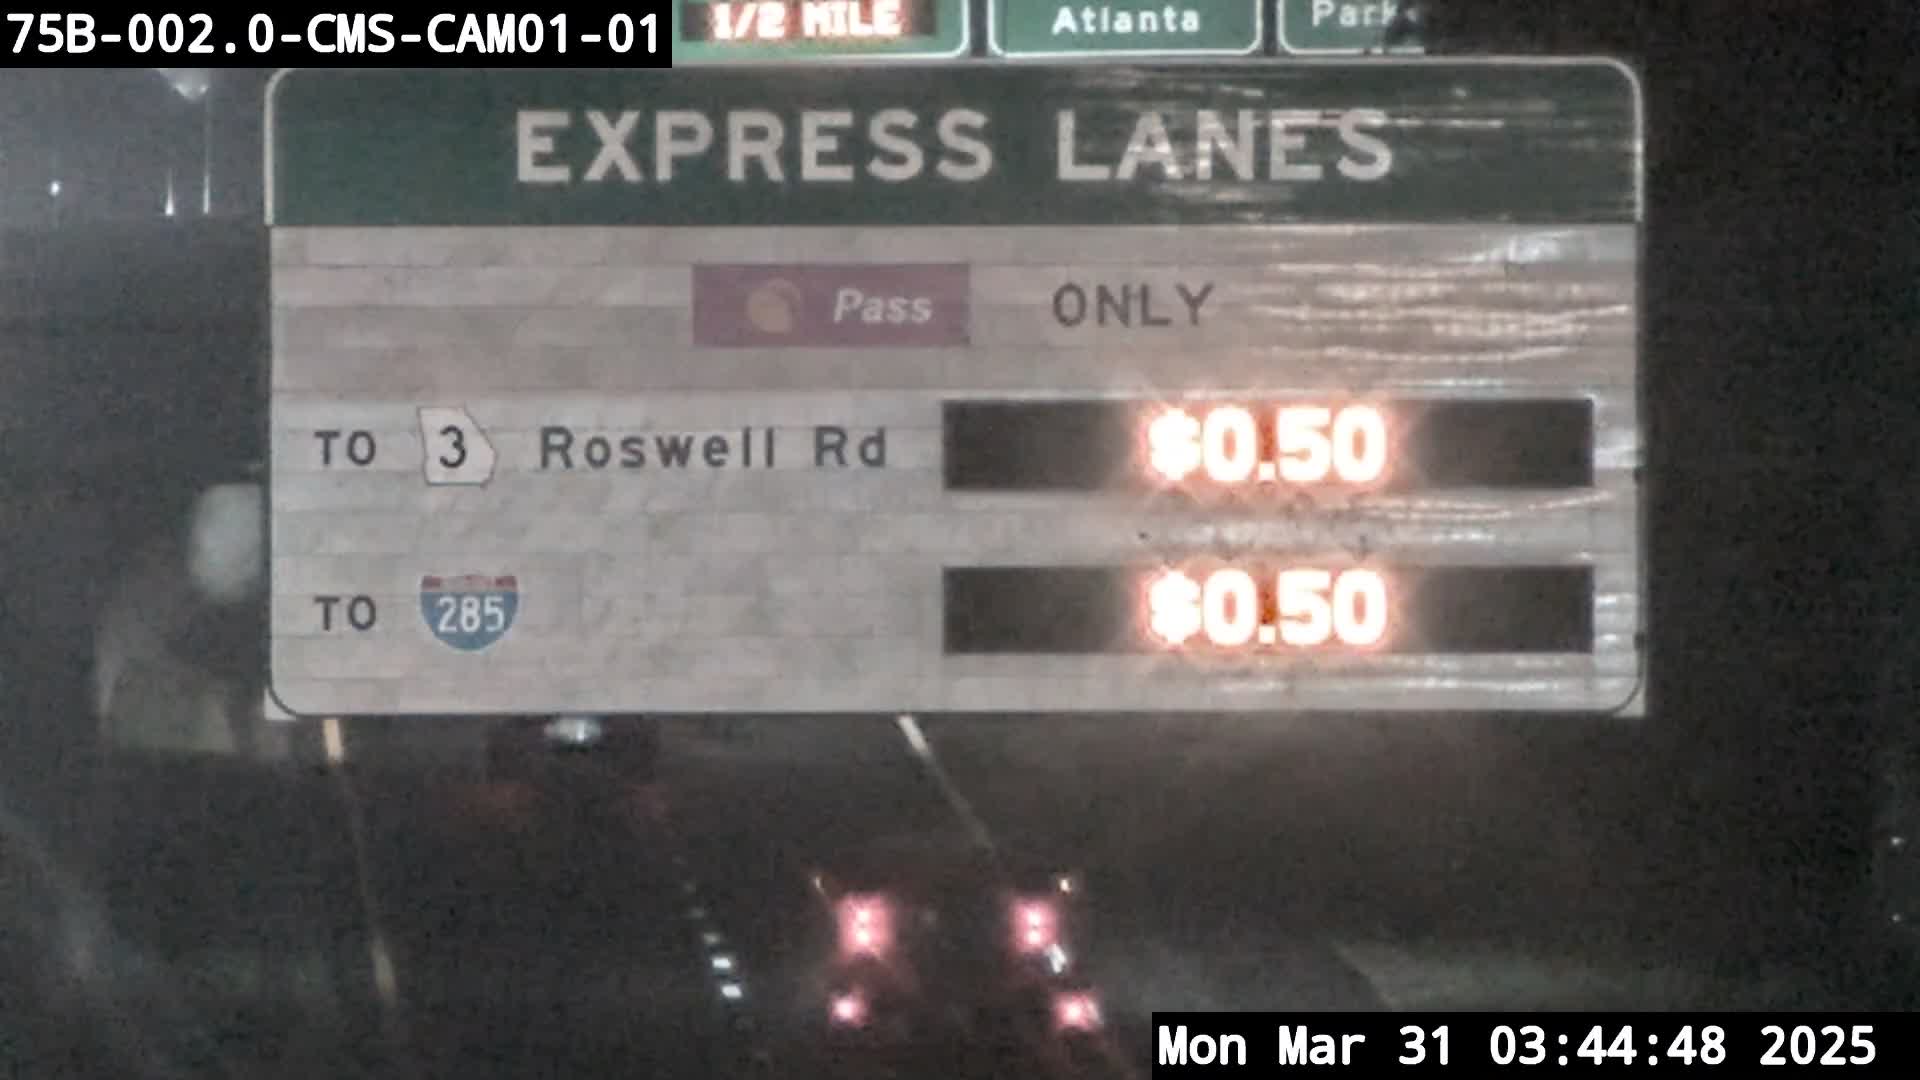 75B-002.0-CMS-CAM01-01
1/2 MILE
Atlanta
EXPRESS LANES
Pass ONLY
TO 3 Roswell Rd $0.50
TO 285 $0.50
Mon Mar 31 03:44:48 2025